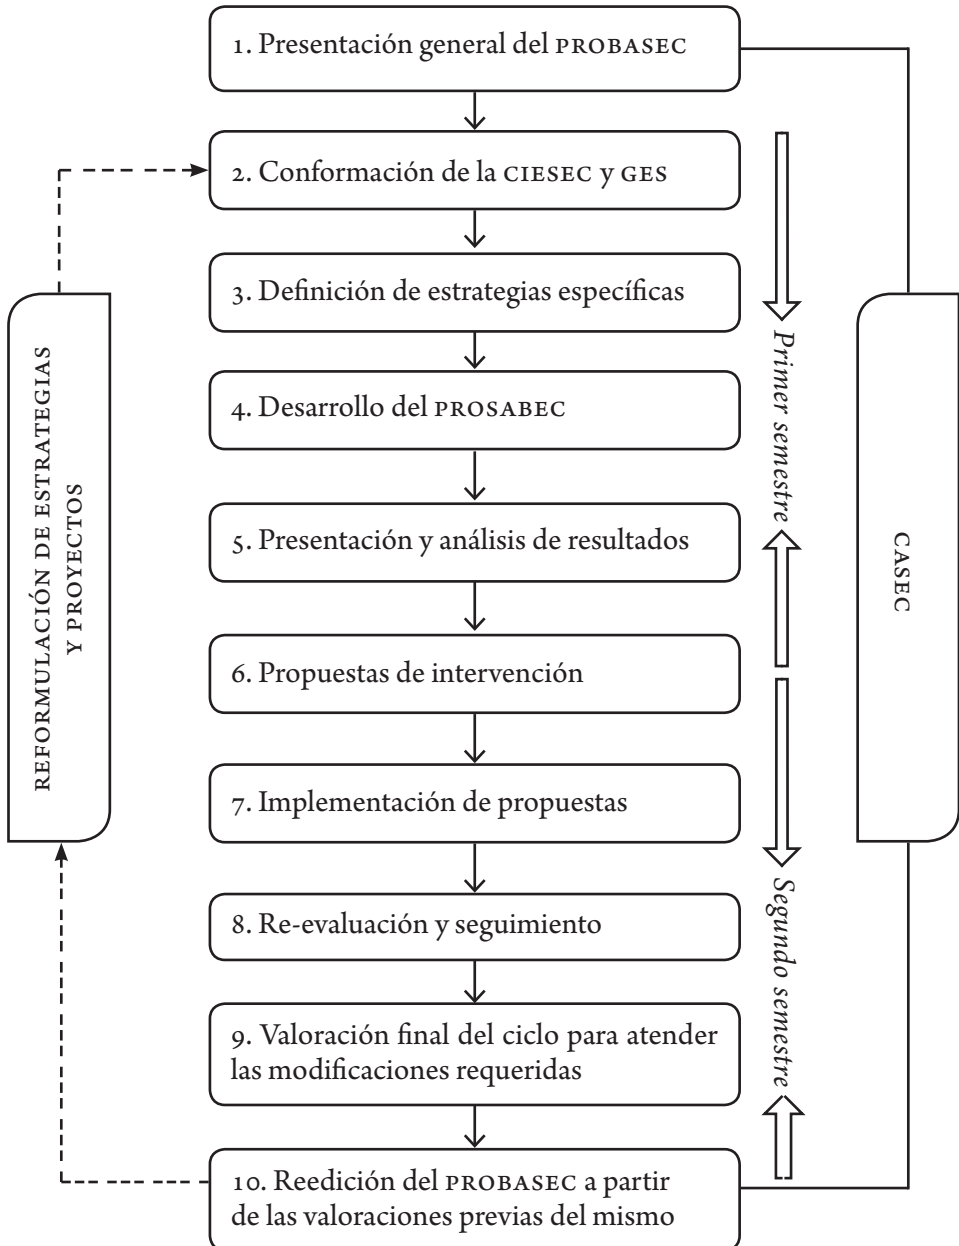 1. Presentación general del PROBASEC
2. Conformación de la CIESEC y GES
3. Definición de estrategias específicas
4. Desarrollo del PROSABEC
5. Presentación y análisis de resultados
6. Propuestas de intervención
7. Implementación de propuestas
8. Re-evaluación y seguimiento
9. Valoración final del ciclo para atender
las modificaciones requeridas
10. Reedición del PROBASEC a partir
de las valoraciones previas del mismo
REFORMULACIÓN DE ESTRATEGIAS
Y PROYECTOS
Primer semestre
Segundo semestre
CASEC